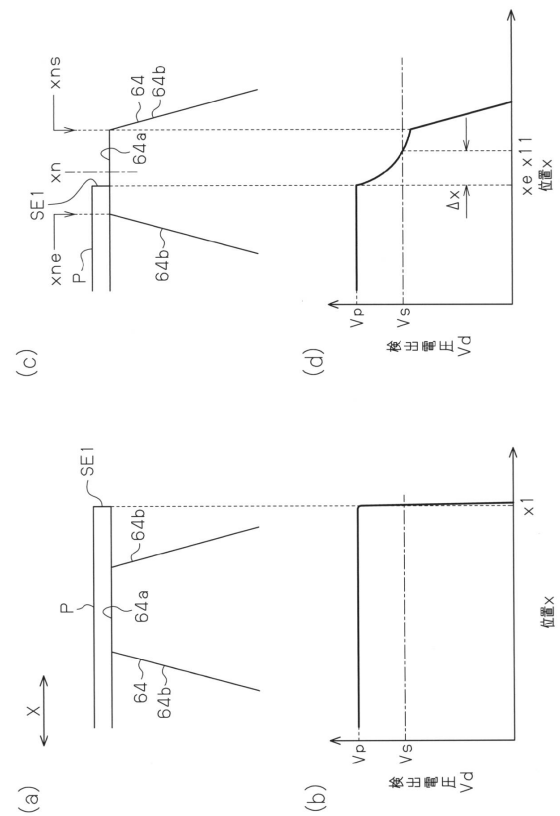 (a)
X
P
SE1
64a
64
64b
64b
(b)
Vp
Vs
検出電圧
Vd
x1
位置x
(c)
xne
xn
xns
P
SE1
64a
64
64b
64b
(d)
Vp
Vs
検出電圧
Vd
Δx
xe x11
位置x